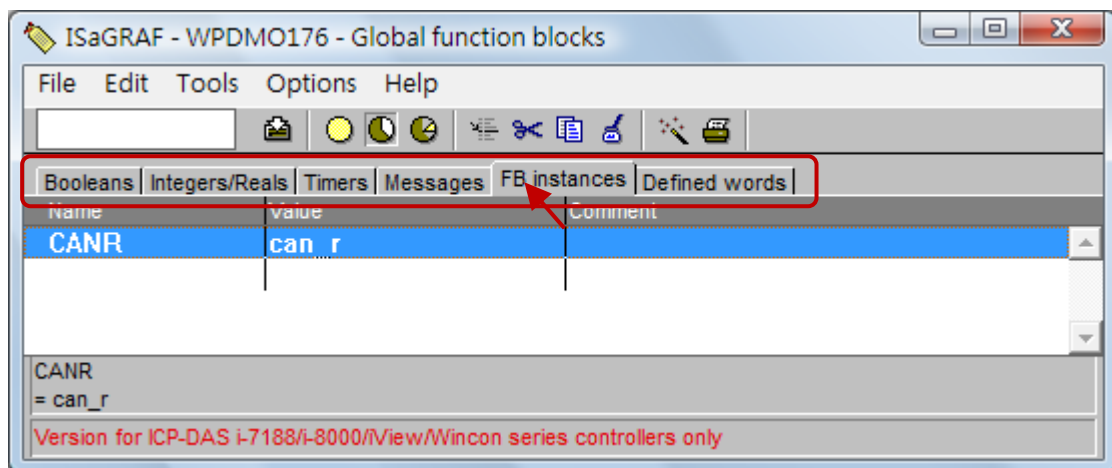 ISaGRAF - WPDMO176 - Global function blocks
File Edit Tools Options Help
Booleans Integers/Reals Timers Messages FB instances Defined words
Name Value Comment
CANR can_r
CANR
= can_r
Version for ICP-DAS i-7188/i-8000/iView/Wincon series controllers only